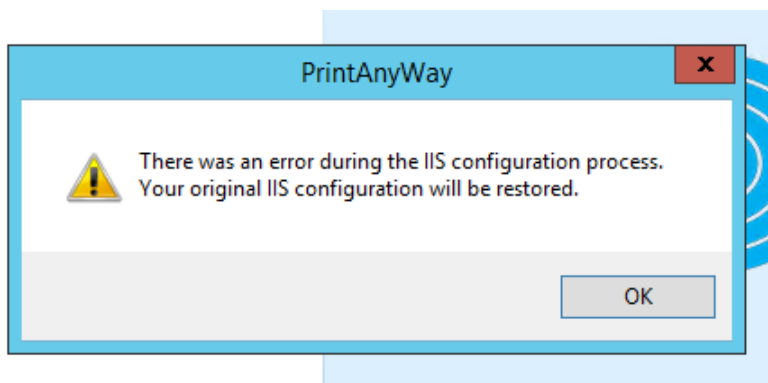 PrintAnyWay
x
There was an error during the IIS configuration process.
Your original IIS configuration will be restored.
OK